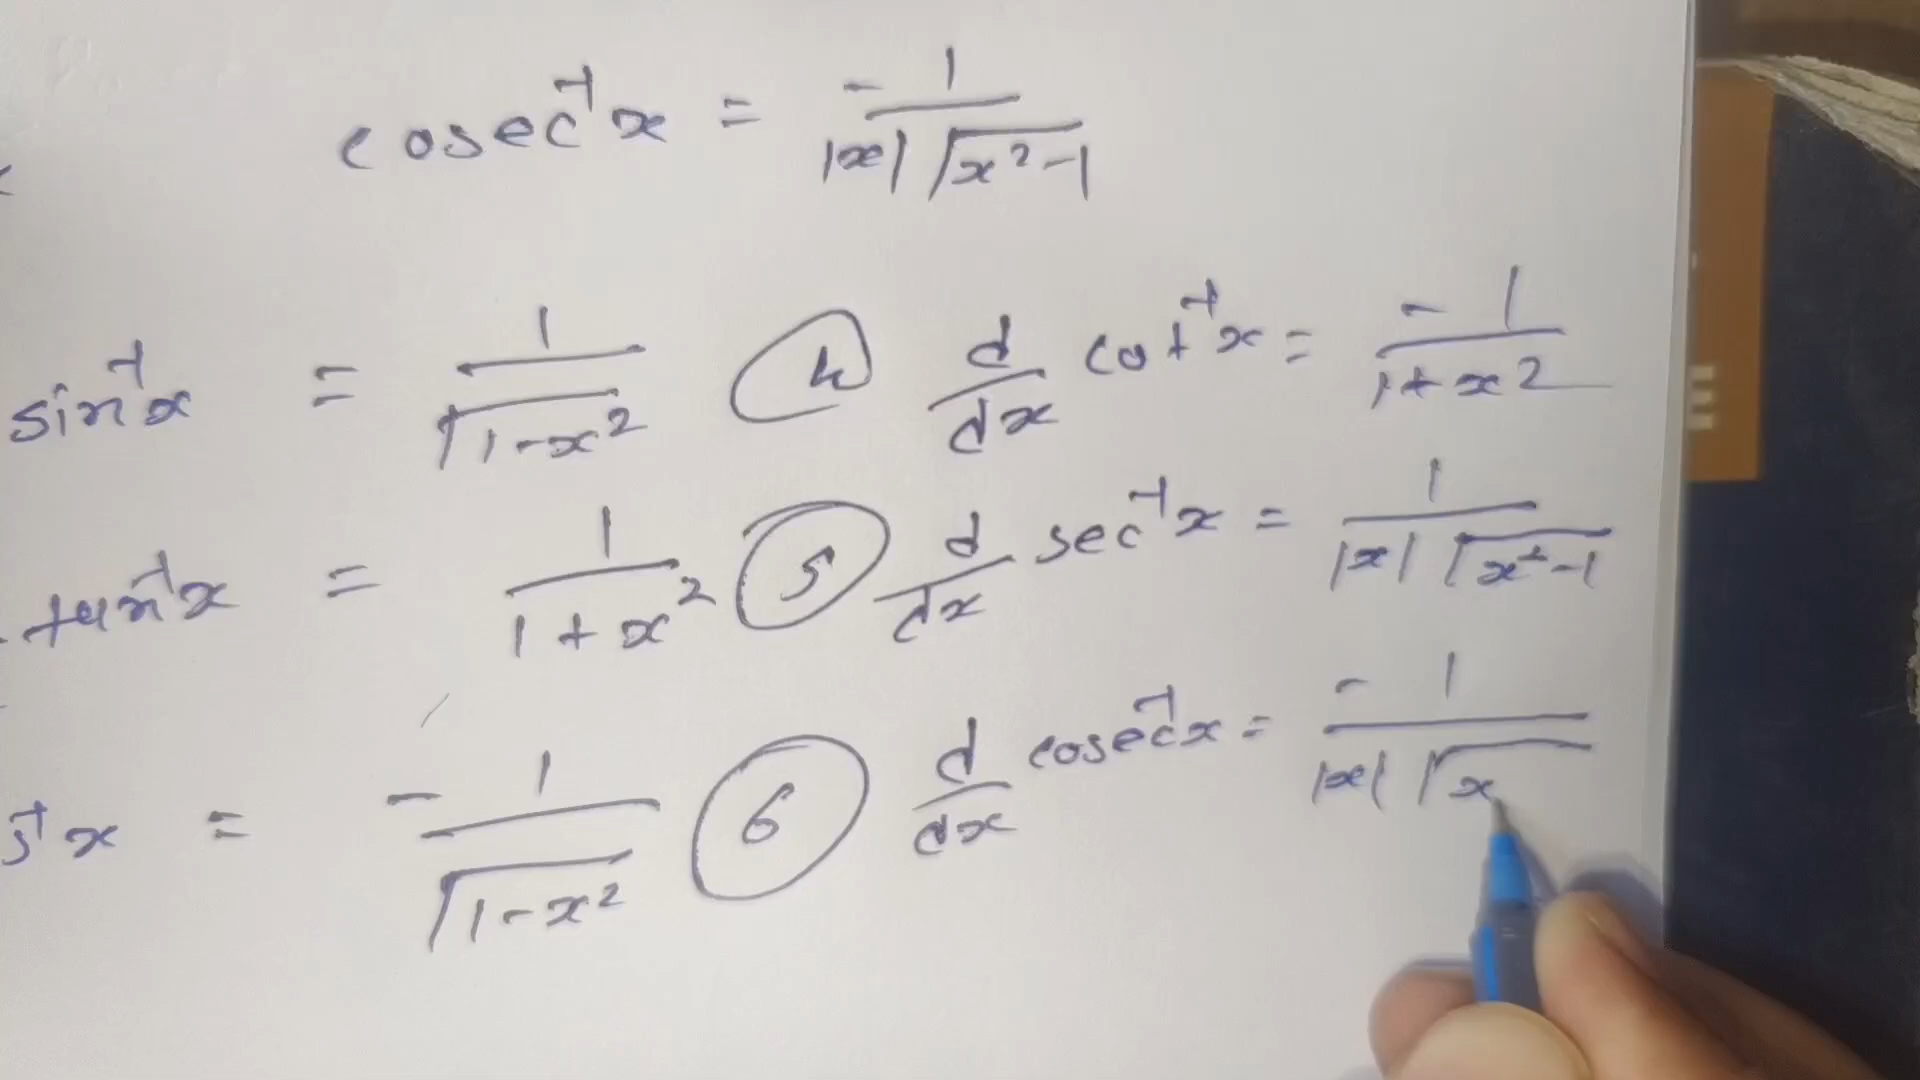 cosec⁻¹x = -1/(|x|√(x²-1))
sin⁻¹x = 1/√(1-x²) 4 d/dx cot⁻¹x = -1/(1+x²)
tan⁻¹x = 1/(1+x²) 5 d/dx sec⁻¹x = 1/(|x|√(x²-1))
s⁻¹x = -1/√(1-x²) 6 d/dx cosec⁻¹x = -1/(|x|√x
E